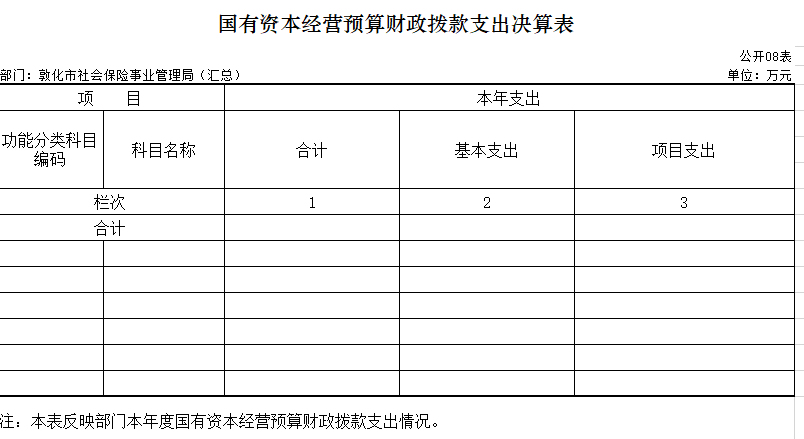 国有资本经营预算财政拨款支出决算表
公开08表
部门：敦化市社会保险事业管理局（汇总）
单位：万元
项 目
本年支出
功能分类科目
编码
科目名称
合计
基本支出
项目支出
栏次
1
2
3
合计
注：本表反映部门本年度国有资本经营预算财政拨款支出情况。